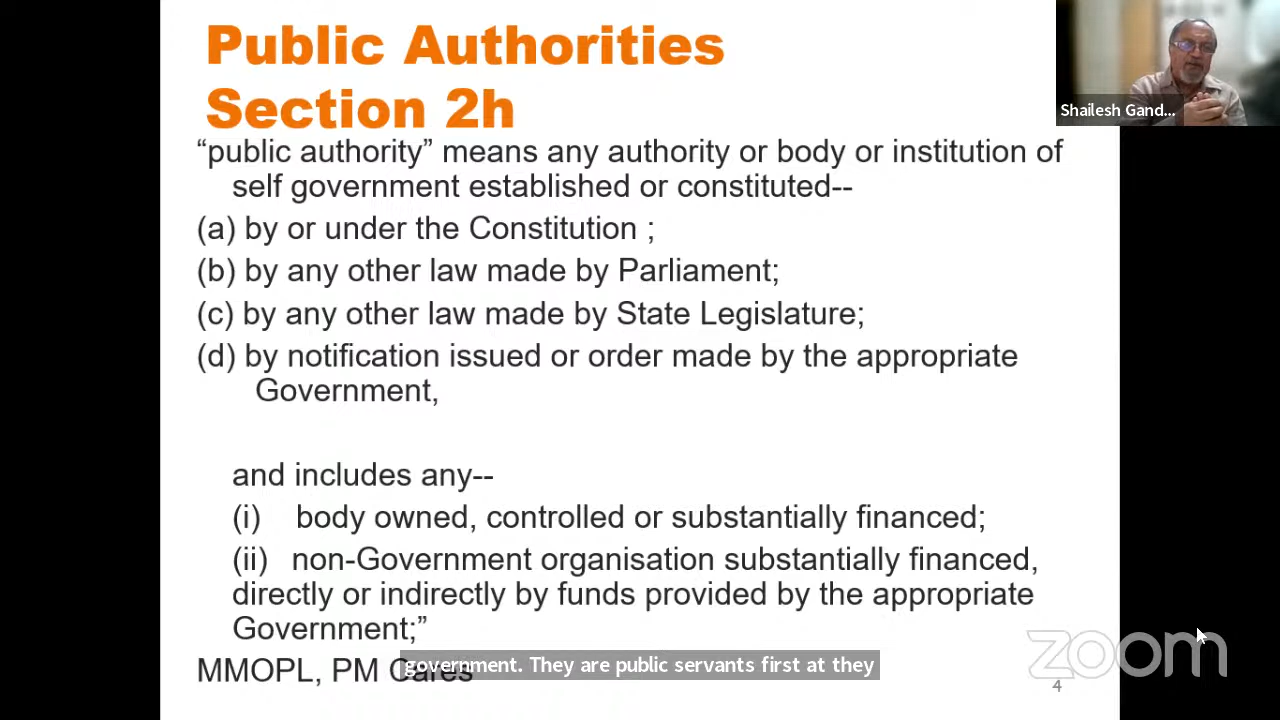 Public Authorities
Section 2h
Shailesh Gand...
“public authority” means any authority or body or institution of
self government established or constituted--
(a) by or under the Constitution ;
(b) by any other law made by Parliament;
(c) by any other law made by State Legislature;
(d) by notification issued or order made by the appropriate
Government,
and includes any--
(i) body owned, controlled or substantially financed;
(ii) non-Government organisation substantially financed,
directly or indirectly by funds provided by the appropriate
Government;”
MMOPL, PM Cares
government. They are public servants first at they
zoom
4